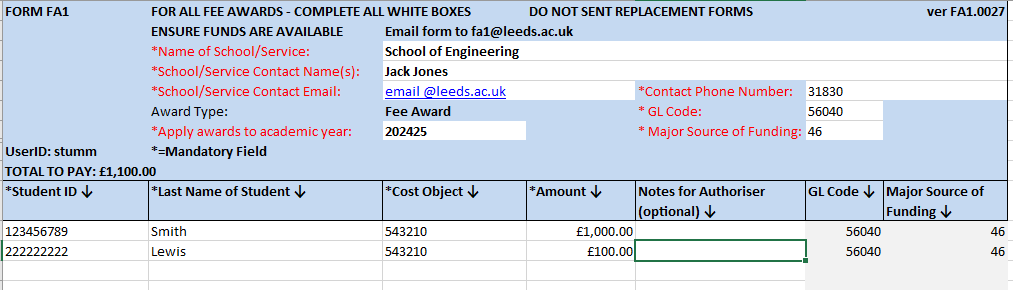 FORM FA1 FOR ALL FEE AWARDS - COMPLETE ALL WHITE BOXES DO NOT SENT REPLACEMENT FORMS ver FA1.0027
ENSURE FUNDS ARE AVAILABLE Email form to fa1@leeds.ac.uk
*Name of School/Service: School of Engineering
*School/Service Contact Name(s): Jack Jones
*School/Service Contact Email: email @leeds.ac.uk *Contact Phone Number: 31830
Award Type: Fee Award * GL Code: 56040
*Apply awards to academic year: 202425 * Major Source of Funding: 46
UserID: stumm *=Mandatory Field
TOTAL TO PAY: £1,100.00
*Student ID ↓ *Last Name of Student ↓ *Cost Object ↓ *Amount ↓ Notes for Authoriser GL Code ↓ Major Source of
(optional) ↓ Funding ↓
123456789 Smith 543210 £1,000.00 56040 46
222222222 Lewis 543210 £100.00 56040 46